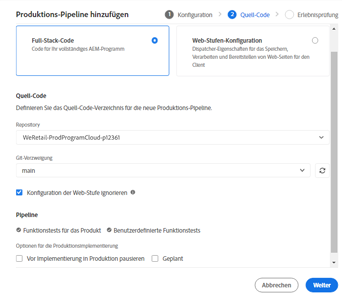 Produktions-Pipeline hinzufügen
1 Konfiguration
2 Quell-Code
Erlebnisprüfung
Full-Stack-Code
Code für für vollständiges AEM-Programm
Web-Stufen-Konfiguration
Dispatcher-Eigenschaften für das Speichern,
Verarbeiten und Bereitstellen von Web-Seiten für den
Client
Quell-Code
Definieren Sie das Quell-Code-Verzeichnis für die neue Produktions-Pipeline.
Repository
WeRetail-ProdProgramCloud-p12361
Git-Verzweigung
main
Konfiguration der Web-Stufe ignorieren
Pipeline
Funktionstests für das Produkt
Benutzerdefinierte Funktionstests
Optionen für die Produktionsimplementierung
Vor Implementierung in Produktion pausieren
Geplant
Abbrechen
Weiter